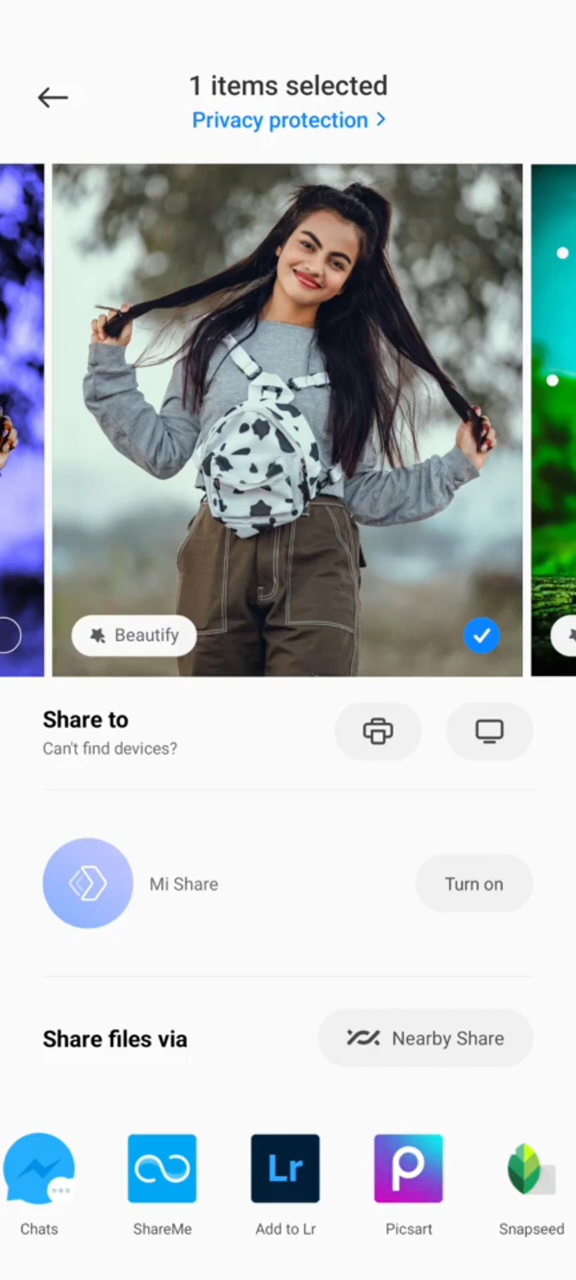 1 items selected
Privacy protection >
Beautify
Share to
Can't find devices?
Mi Share
Turn on
Share files via
Nearby Share
Lr
Chats
ShareMe
Add to Lr
Picsart
Snapseed